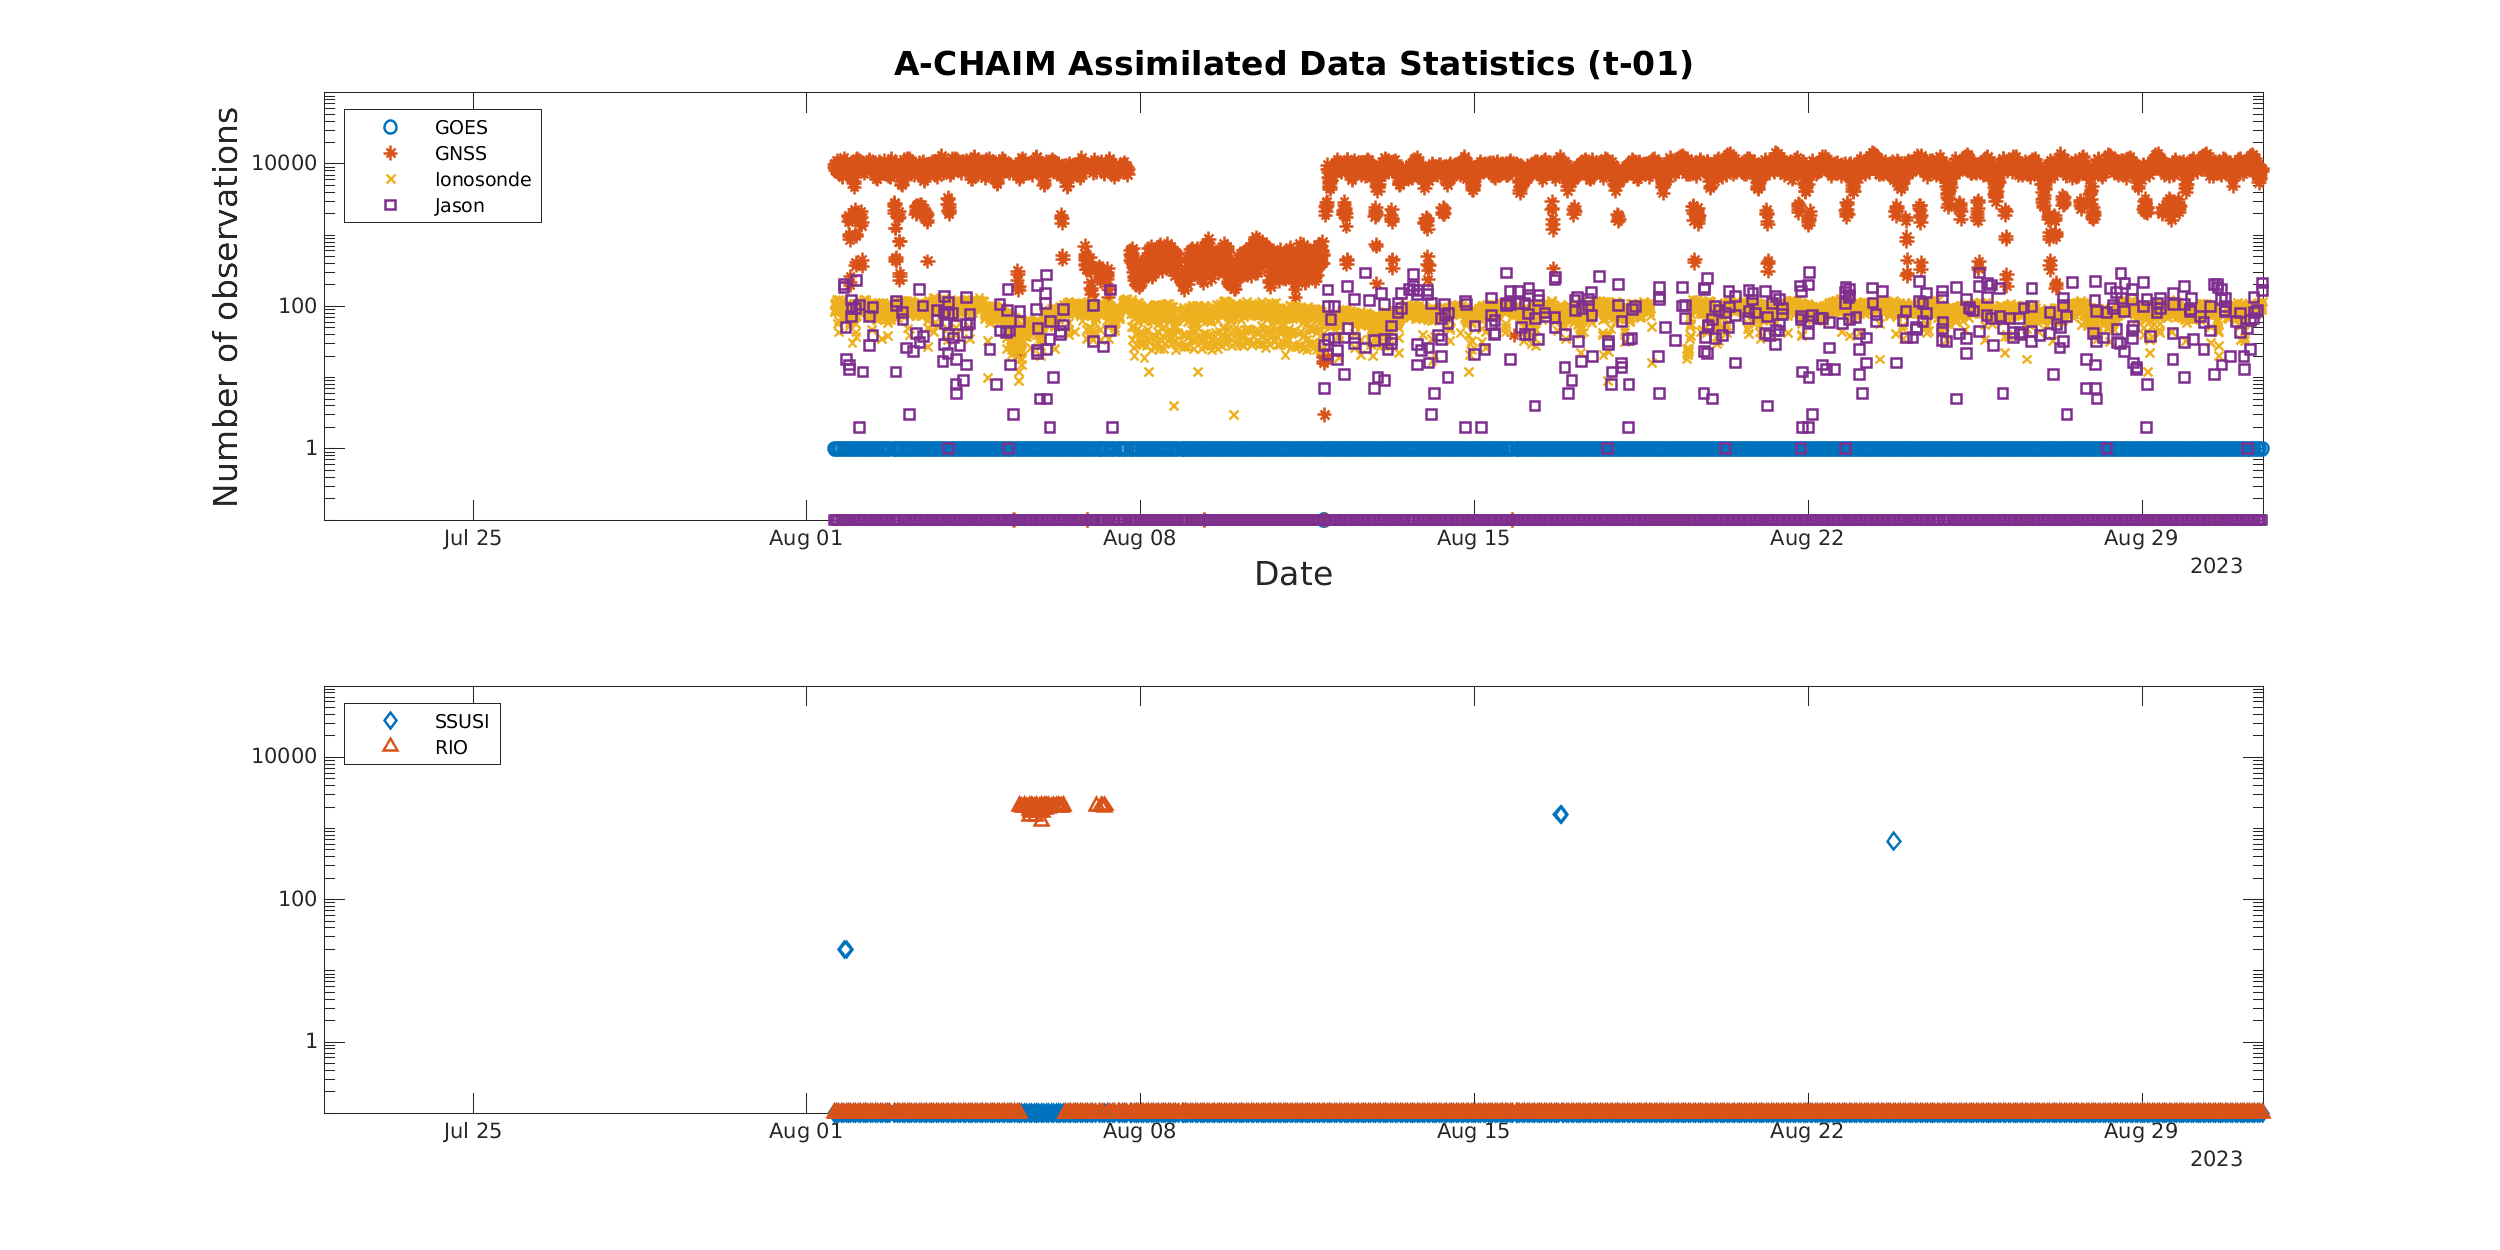 A-CHAIM Assimilated Data Statistics (t-01)
Number of observations
10000
100
1
GOES
GNSS
Ionosonde
Jason
Jul 25
Aug 01
Aug 08
Aug 15
Aug 22
Aug 29
2023
Date
10000
100
1
SSUSI
RIO
Jul 25
Aug 01
Aug 08
Aug 15
Aug 22
Aug 29
2023